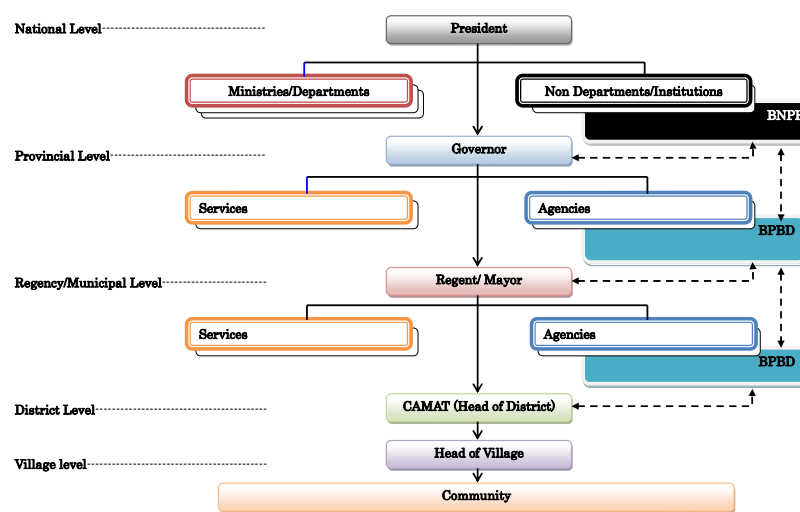 National Level
President
Ministries/Departments
Non Departments/Institutions
Provincial Level
Governor
Services
Agencies
BPBD
Regency/Municipal Level
Regent/ Mayor
Services
Agencies
BPBD
District Level
CAMAT (Head of District)
Village level
Head of Village
Community